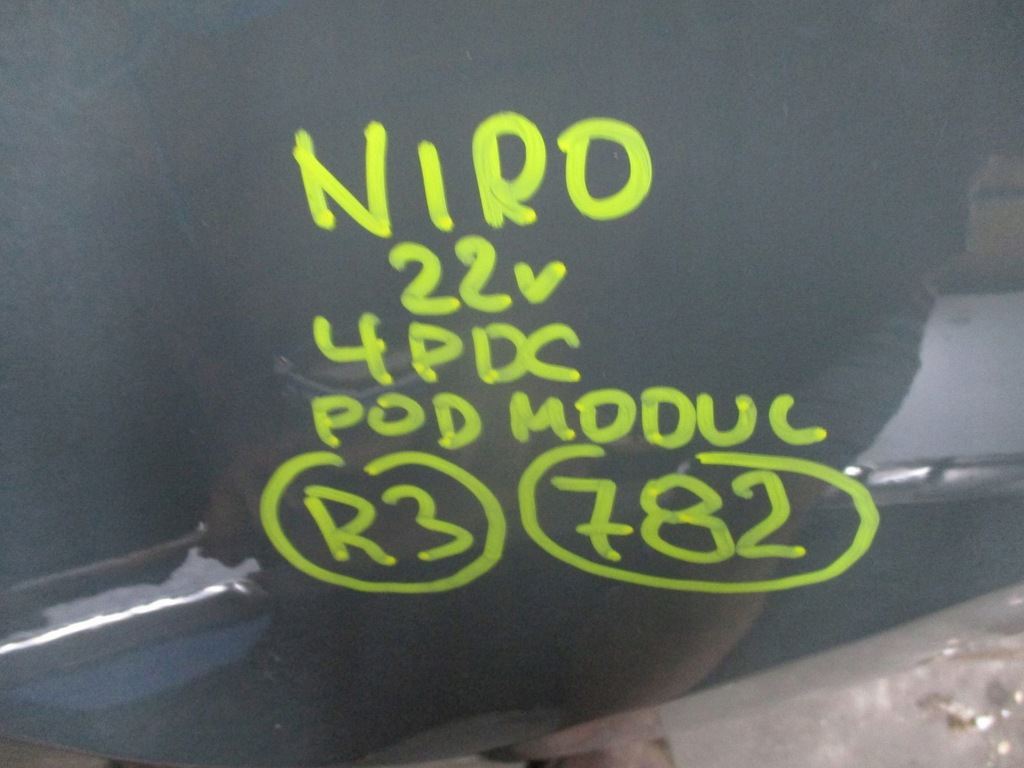 NIRO
22v
4PDC
POD MODUL
R3 782